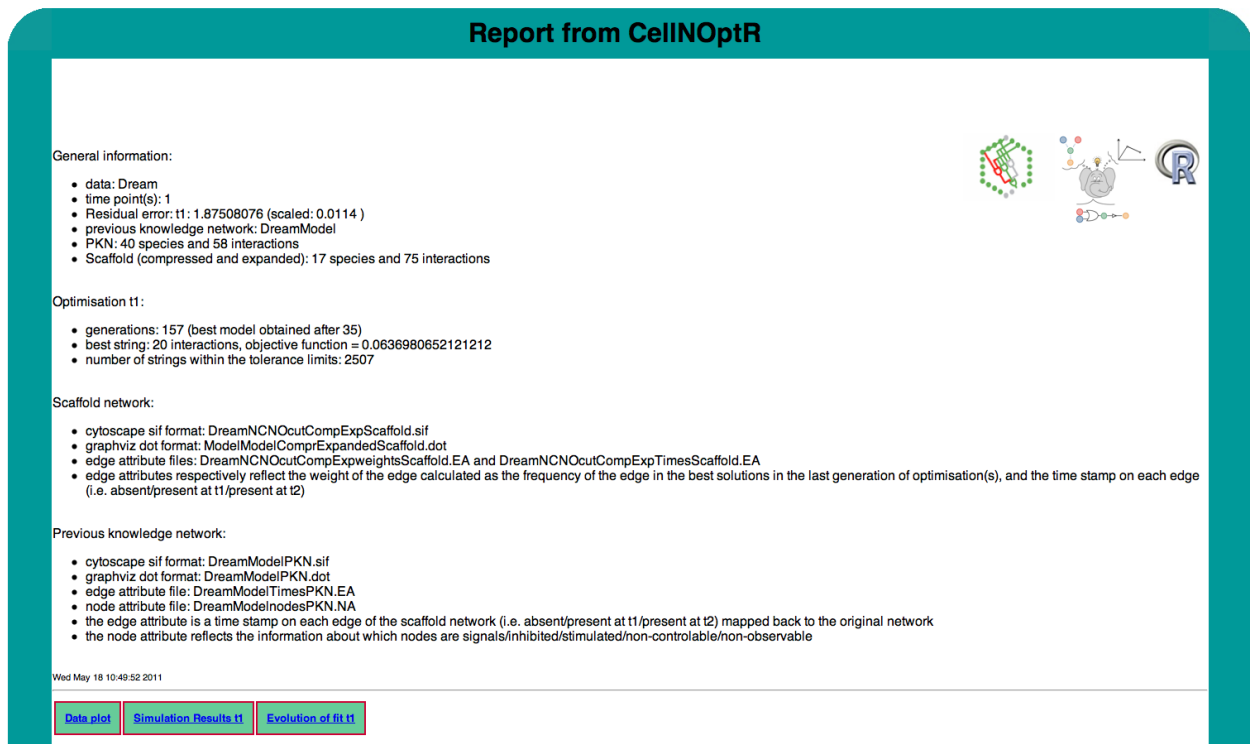 Report from CellNOptR
General information:
• data: Dream
• time point(s): 1
• Residual error: t1: 1.87508076 (scaled: 0.0114 )
• previous knowledge network: DreamModel
• PKN: 40 species and 58 interactions
• Scaffold (compressed and expanded): 17 species and 75 interactions
R
Optimisation t1:
• generations: 157 (best model obtained after 35)
• best string: 20 interactions, objective function = 0.0636980652121212
• number of strings within the tolerance limits: 2507
Scaffold network:
• cytoscape sif format: DreamNCNOcutCompExpScaffold.sif
• graphviz dot format: ModelModelComprExpandedScaffold.dot
• edge attribute files: DreamNCNOcutCompExpweightsScaffold.EA and DreamNCNOcutCompExpTimesScaffold.EA
• edge attributes respectively reflect the weight of the edge calculated as the frequency of the edge in the best solutions in the last generation of optimisation(s), and the time stamp on each edge
(i.e. absent/present at t1/present at t2)
Previous knowledge network:
• cytoscape sif format: DreamModelPKN.sif
• graphviz dot format: DreamModelPKN.dot
• edge attribute file: DreamModelTimesPKN.EA
• node attribute file: DreamModelnodesPKN.NA
• the edge attribute is a time stamp on each edge of the scaffold network (i.e. absent/present at t1/present at t2) mapped back to the original network
• the node attribute reflects the information about which nodes are signals/inhibited/stimulated/non-controlable/non-observable
Wed May 18 10:49:52 2011
Data plot Simulation Results t1 Evolution of fit t1